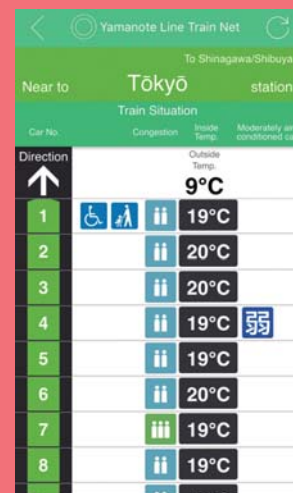 Yamanote Line Train Net
To Shinagawa/Shibuya
Near to Tōkyō station
Train Situation
Car No. Congestion Inside Temp. Moderately air conditioned
Direction
Outside Temp.
9°C
1 19°C
2 20°C
3 20°C
4 19°C
5 19°C
6 20°C
7 19°C
8 19°C